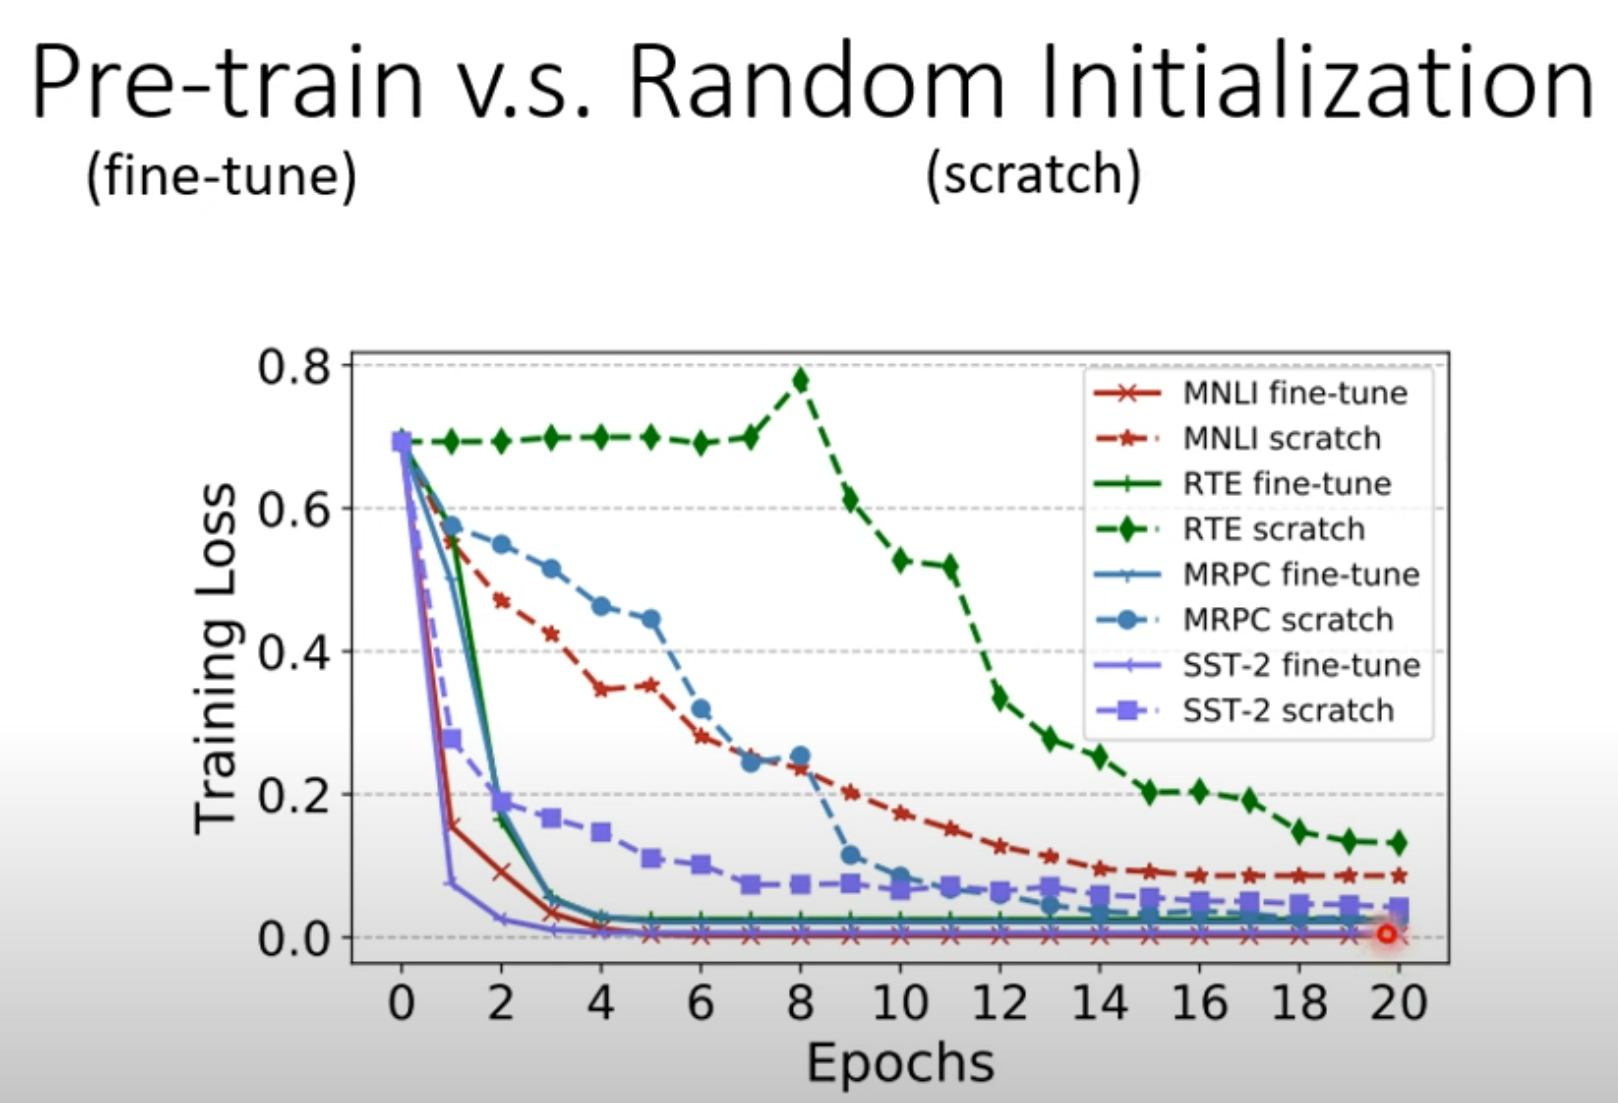 Pre-train v.s. Random Initialization
(fine-tune) (scratch)
0.8
0.6
0.4
0.2
0.0
Training Loss
MNLI fine-tune
MNLI scratch
RTE fine-tune
RTE scratch
MRPC fine-tune
MRPC scratch
SST-2 fine-tune
SST-2 scratch
0 2 4 6 8 10 12 14 16 18 20
Epochs